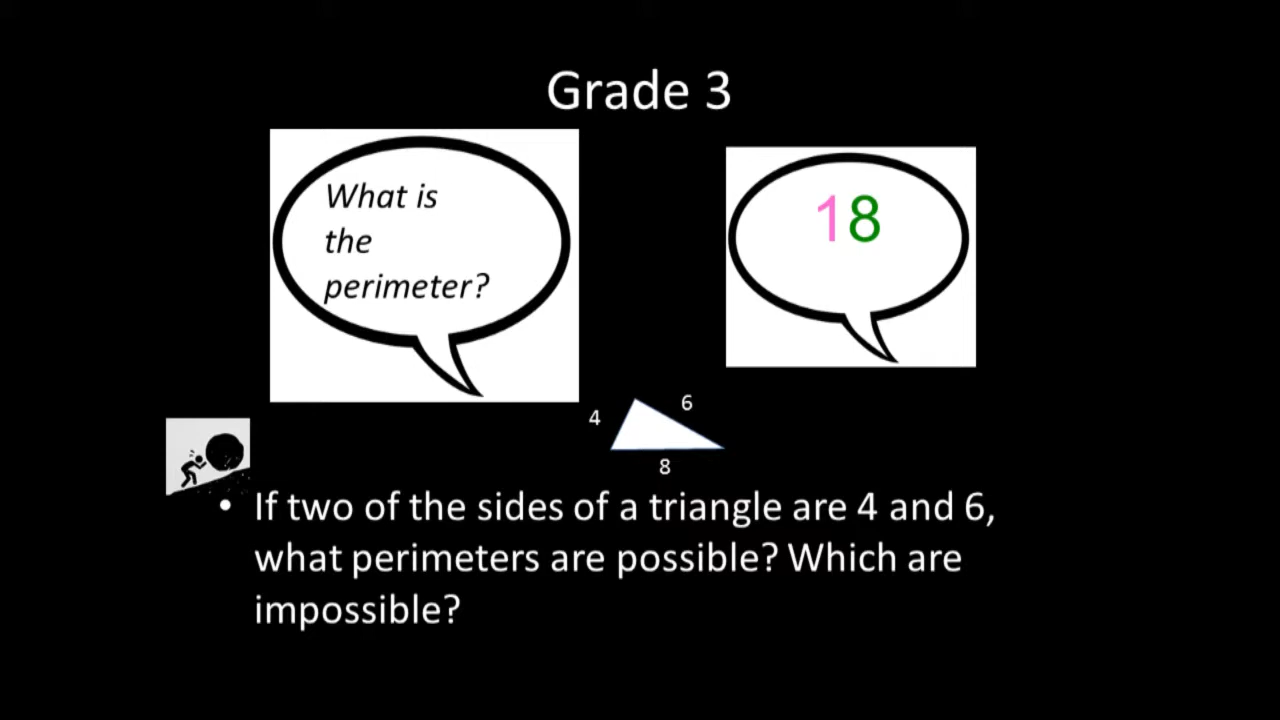 Grade 3
What is
the
perimeter?
18
4
6
8
• If two of the sides of a triangle are 4 and 6,
what perimeters are possible? Which are
impossible?